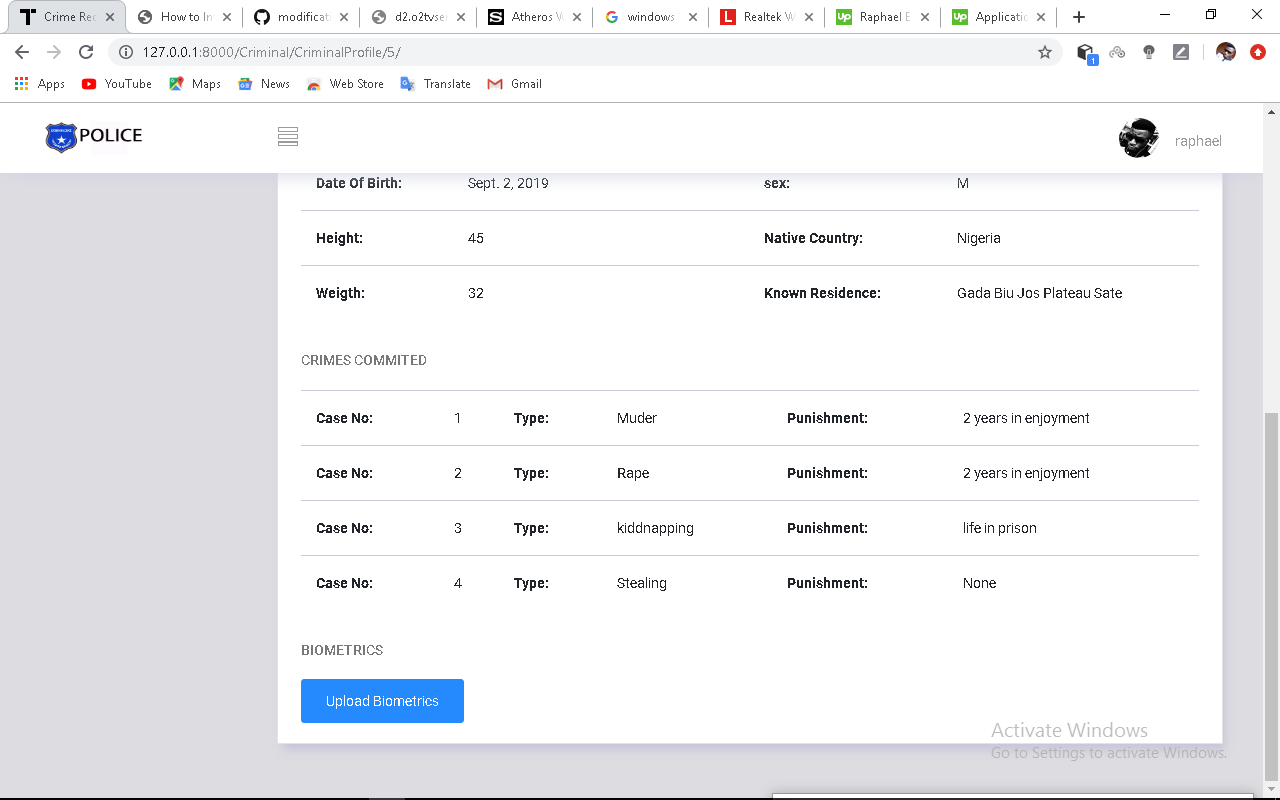 Crime Rec
How to In
modificat
d2.o2tvse
Atheros W
windows
Realtek W
Raphael E
Applicatio
127.0.0.1:8000/Criminal/CriminalProfile/5/
1
Apps YouTube Maps News Web Store Translate Gmail
POLICE
raphael
Date Of Birth: Sept. 2, 2019 sex: M
Height: 45 Native Country: Nigeria
Weigth: 32 Known Residence: Gada Biu Jos Plateau Sate
CRIMES COMMITED
Case No: 1 Type: Muder Punishment: 2 years in enjoyment
Case No: 2 Type: Rape Punishment: 2 years in enjoyment
Case No: 3 Type: kiddnapping Punishment: life in prison
Case No: 4 Type: Stealing Punishment: None
BIOMETRICS
Upload Biometrics
Activate Windows
Go to Settings to activate Windows.